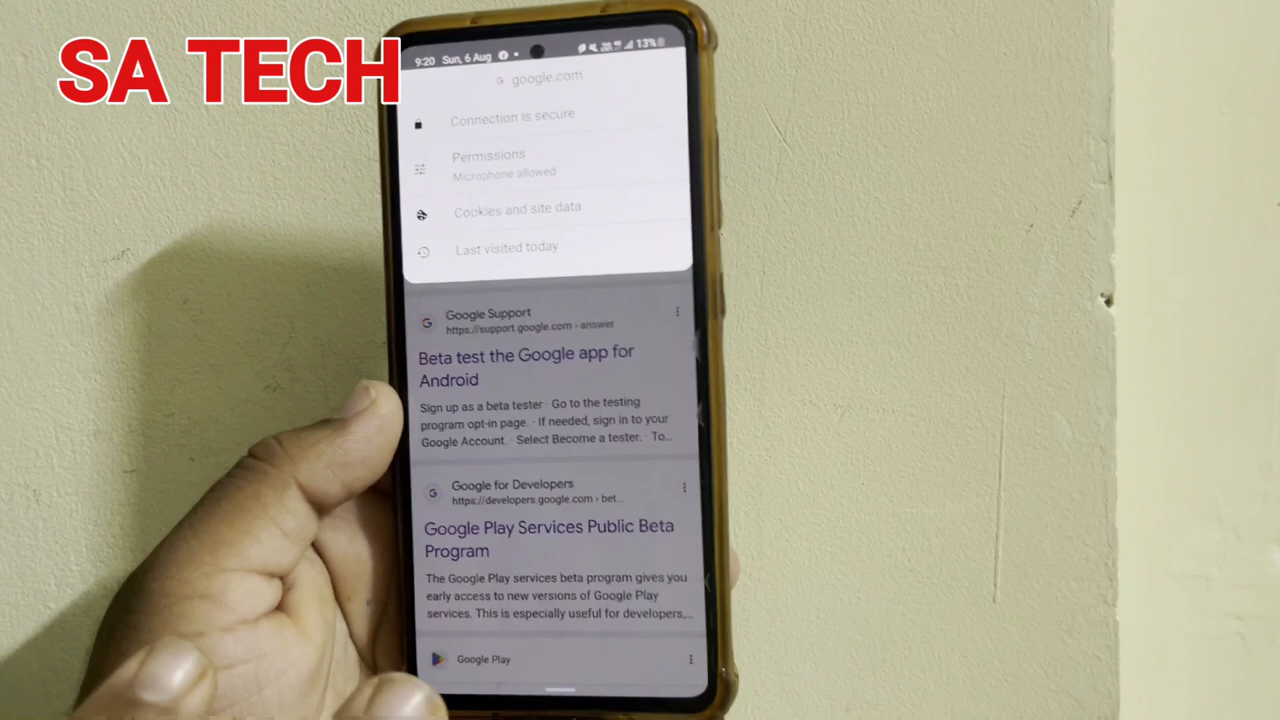 SA TECH
9:20 Sun, 6 Aug
13%
google.com
Connection is secure
Permissions
Microphone allowed
Cookies and site data
Last visited today
Google Support
https://support.google.com › answer
Beta test the Google app for
Android
Sign up as a beta tester · Go to the testing
program opt-in page. · If needed, sign in to your
Google Account. · Select Become a tester. · To...
Google for Developers
https://developers.google.com › bet...
Google Play Services Public Beta
Program
The Google Play services beta program gives you
early access to new versions of Google Play
services. This is especially useful for developers,...
Google Play